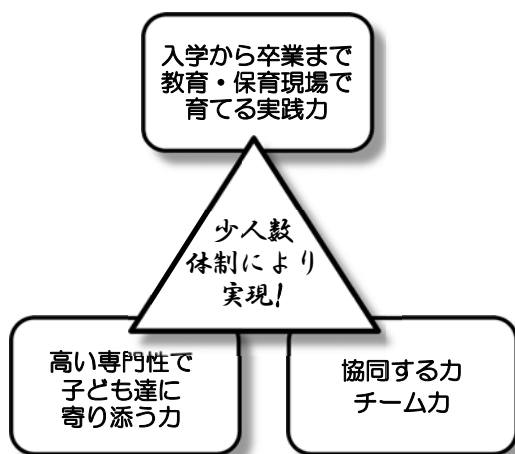 入学から卒業まで
教育・保育現場で
育てる実践力
少人数
体制により
実現!
高い専門性で
子ども達に
寄り添う力
協同する力
チーム力